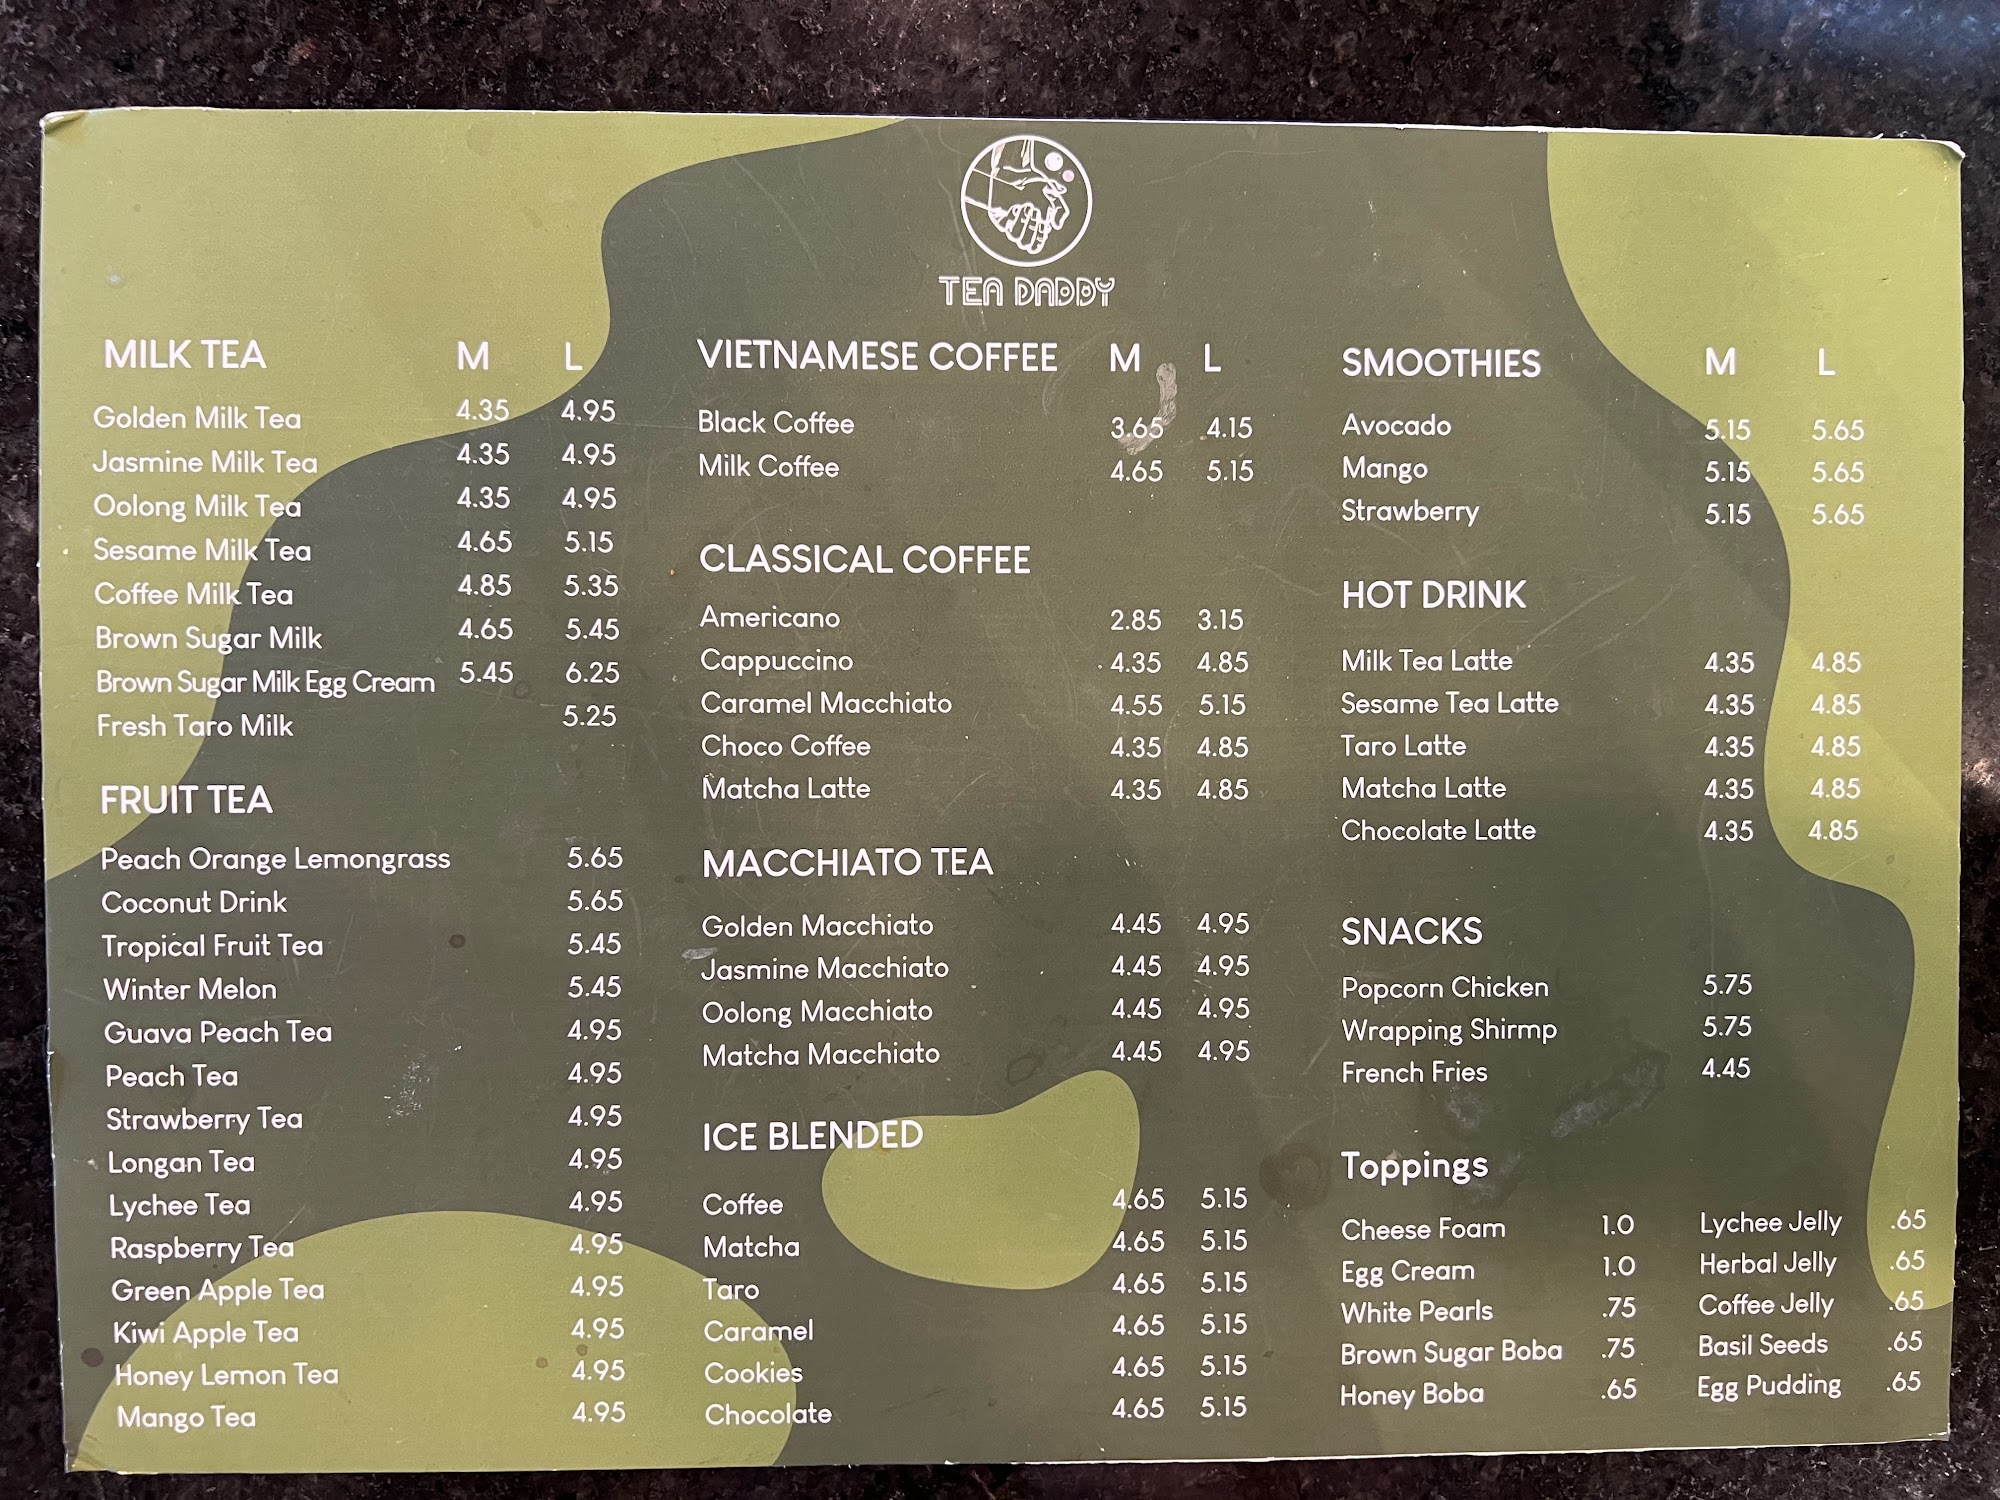 TEA DADDY
MILK TEA M L
Golden Milk Tea 4.35 4.95
Jasmine Milk Tea 4.35 4.95
Oolong Milk Tea 4.35 4.95
Sesame Milk Tea 4.65 5.15
Coffee Milk Tea 4.85 5.35
Brown Sugar Milk 4.65 5.45
Brown Sugar Milk Egg Cream 5.45 6.25
Fresh Taro Milk 5.25
FRUIT TEA
Peach Orange Lemongrass 5.65
Coconut Drink 5.65
Tropical Fruit Tea 5.45
Winter Melon 5.45
Guava Peach Tea 4.95
Peach Tea 4.95
Strawberry Tea 4.95
Longan Tea 4.95
Lychee Tea 4.95
Raspberry Tea 4.95
Green Apple Tea 4.95
Kiwi Apple Tea 4.95
Honey Lemon Tea 4.95
Mango Tea 4.95
VIETNAMESE COFFEE M L
Black Coffee 3.65 4.15
Milk Coffee 4.65 5.15
CLASSICAL COFFEE
Americano 2.85 3.15
Cappuccino 4.35 4.85
Caramel Macchiato 4.55 5.15
Choco Coffee 4.35 4.85
Matcha Latte 4.35 4.85
MACCHIATO TEA
Golden Macchiato 4.45 4.95
Jasmine Macchiato 4.45 4.95
Oolong Macchiato 4.45 4.95
Matcha Macchiato 4.45 4.95
ICE BLENDED
Coffee 4.65 5.15
Matcha 4.65 5.15
Taro 4.65 5.15
Caramel 4.65 5.15
Cookies 4.65 5.15
Chocolate 4.65 5.15
SMOOTHIES M L
Avocado 5.15 5.65
Mango 5.15 5.65
Strawberry 5.15 5.65
HOT DRINK
Milk Tea Latte 4.35 4.85
Sesame Tea Latte 4.35 4.85
Taro Latte 4.35 4.85
Matcha Latte 4.35 4.85
Chocolate Latte 4.35 4.85
SNACKS
Popcorn Chicken 5.75
Wrapping Shirmp 5.75
French Fries 4.45
Toppings
Cheese Foam 1.0 Lychee Jelly .65
Egg Cream 1.0 Herbal Jelly .65
White Pearls .75 Coffee Jelly .65
Brown Sugar Boba .75 Basil Seeds .65
Honey Boba .65 Egg Pudding .65